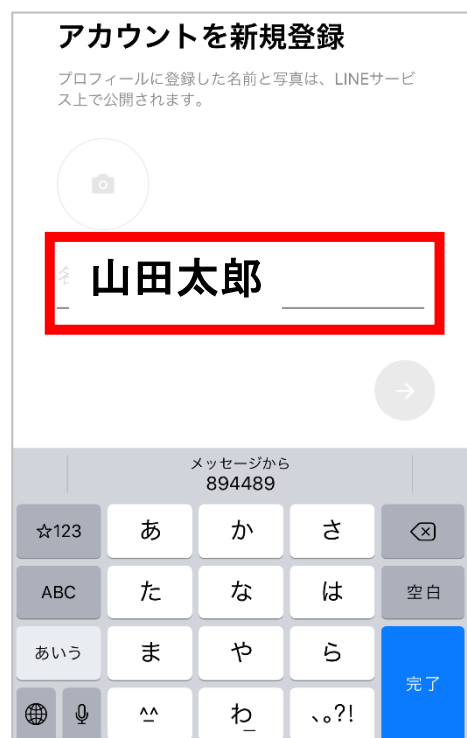 アカウントを新規登録
プロフィールに登録した名前と写真は、LINEサービ
ス上で公開されます。
山田太郎
メッセージから
894489
☆123
あ
か
さ
ABC
た
な
は
空白
あいう
ま
や
ら
完了
^^
わ_
、。?!